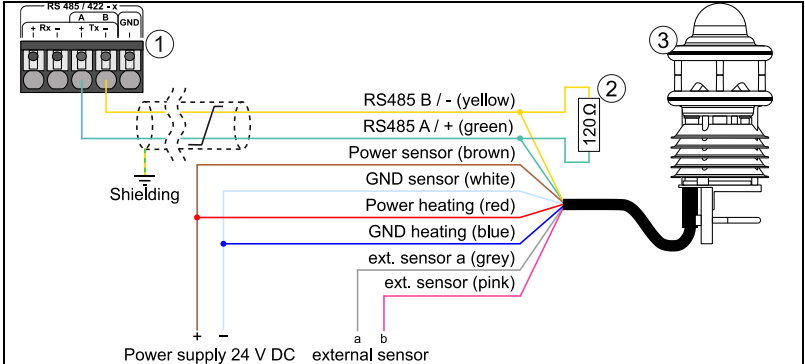 RS 485 / 422 - x
A B GND
+ Rx - + Tx -
1
2
3
120 Ω
RS485 B / - (yellow)
RS485 A / + (green)
Power sensor (brown)
GND sensor (white)
Power heating (red)
GND heating (blue)
ext. sensor a (grey)
ext. sensor (pink)
Shielding
+ - a b
Power supply 24 V DC external sensor